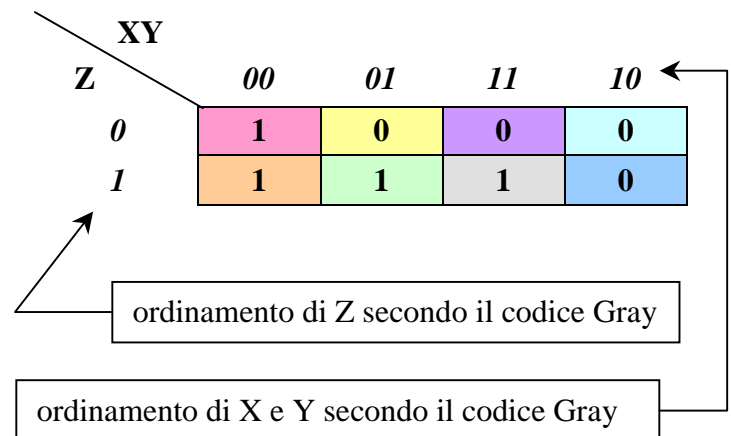 XY
Z 00 01 11 10
0 1 0 0 0
1 1 1 1 0
ordinamento di Z secondo il codice Gray
ordinamento di X e Y secondo il codice Gray